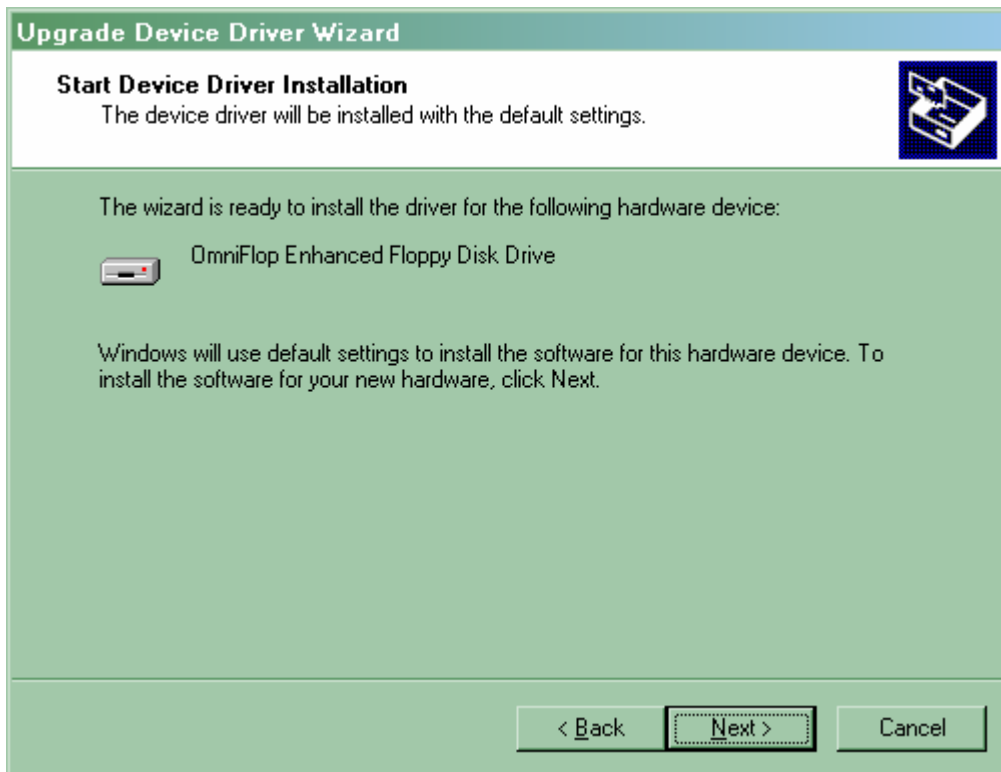 Upgrade Device Driver Wizard
Start Device Driver Installation
The device driver will be installed with the default settings.
The wizard is ready to install the driver for the following hardware device:
OmniFlop Enhanced Floppy Disk Drive
Windows will use default settings to install the software for this hardware device. To
install the software for your new hardware, click Next.
< Back
Next >
Cancel